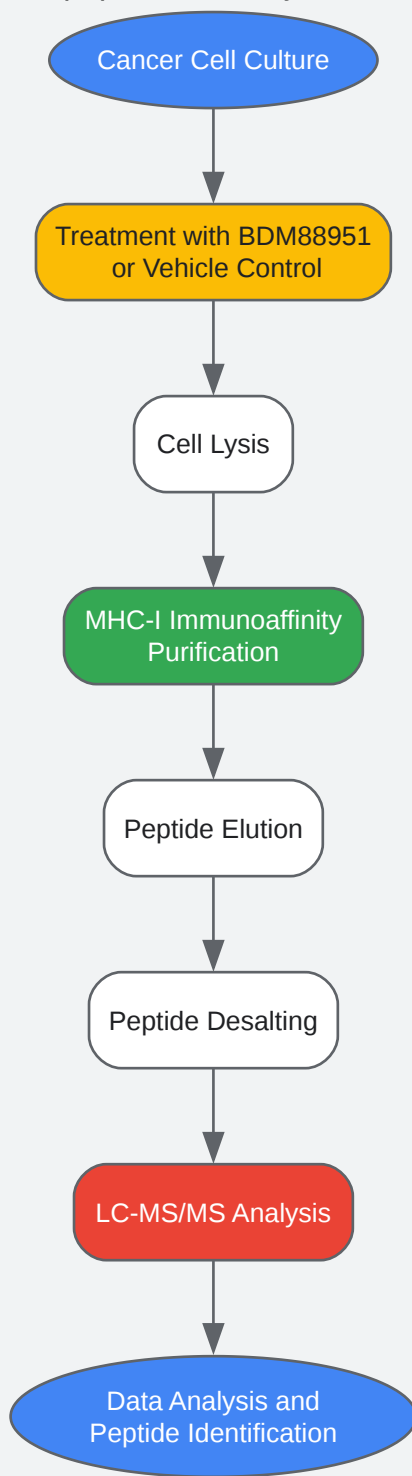 Cancer Cell Culture
Treatment with BDM88951
or Vehicle Control
Cell Lysis
MHC-I Immunoaffinity
Purification
Peptide Elution
Peptide Desalting
LC-MS/MS Analysis
Data Analysis and
Peptide Identification